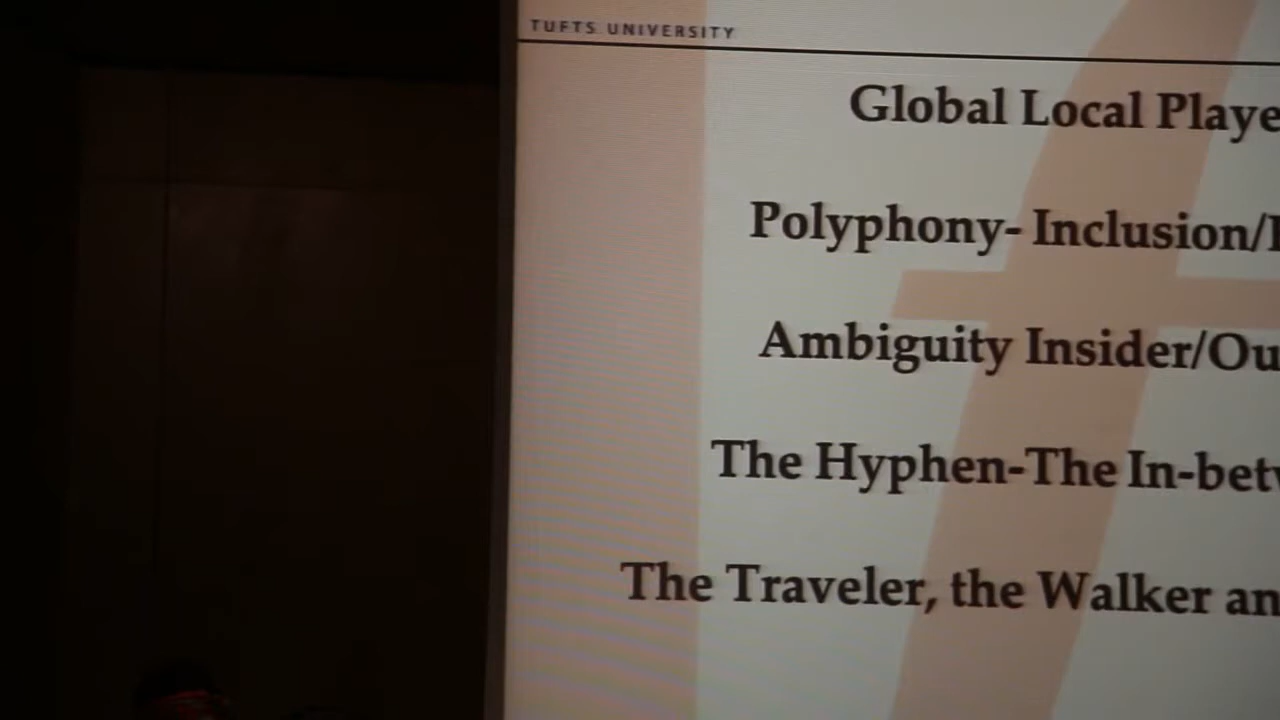 TUFTS UNIVERSITY
Global Local Playe
Polyphony- Inclusion/
Ambiguity Insider/Ou
The Hyphen-The In-bet
The Traveler, the Walker an